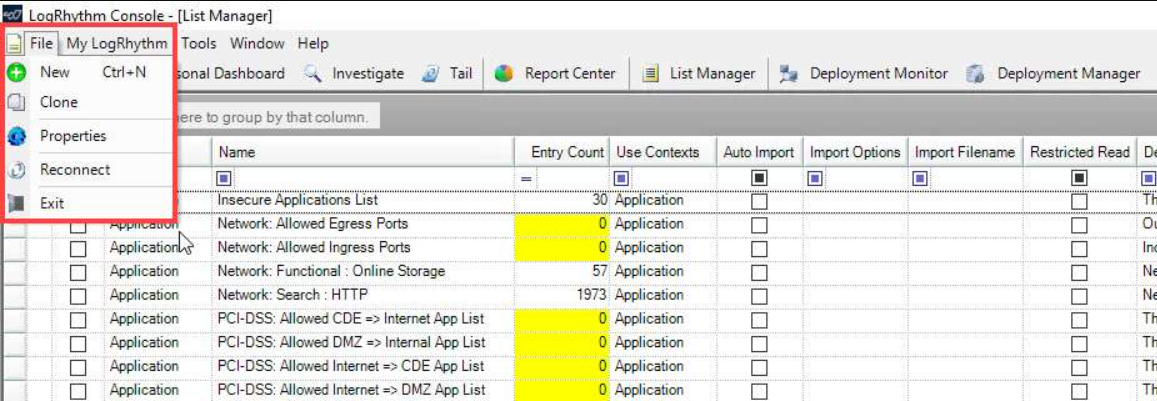 LogRhythm Console - [List Manager]
File My LogRhythm Tools Window Help
New Ctrl+N sonal Dashboard Investigate Tail Report Center List Manager Deployment Monitor Deployment Manager
Clone
ere to group by that column.
Properties
Name Entry Count Use Contexts Auto Import Import Options Import Filename Restricted Read De
Reconnect
=
Exit Insecure Applications List 30 Application Th
Application Network: Allowed Egress Ports 0 Application Ou
Application Network: Allowed Ingress Ports 0 Application Inc
Application Network: Functional : Online Storage 57 Application Ne
Application Network: Search : HTTP 1973 Application Ne
Application PCI-DSS: Allowed CDE => Internet App List 0 Application Th
Application PCI-DSS: Allowed DMZ => Internal App List 0 Application Th
Application PCI-DSS: Allowed Internet => CDE App List 0 Application Th
Application PCI-DSS: Allowed Internet => DMZ App List 0 Application Th